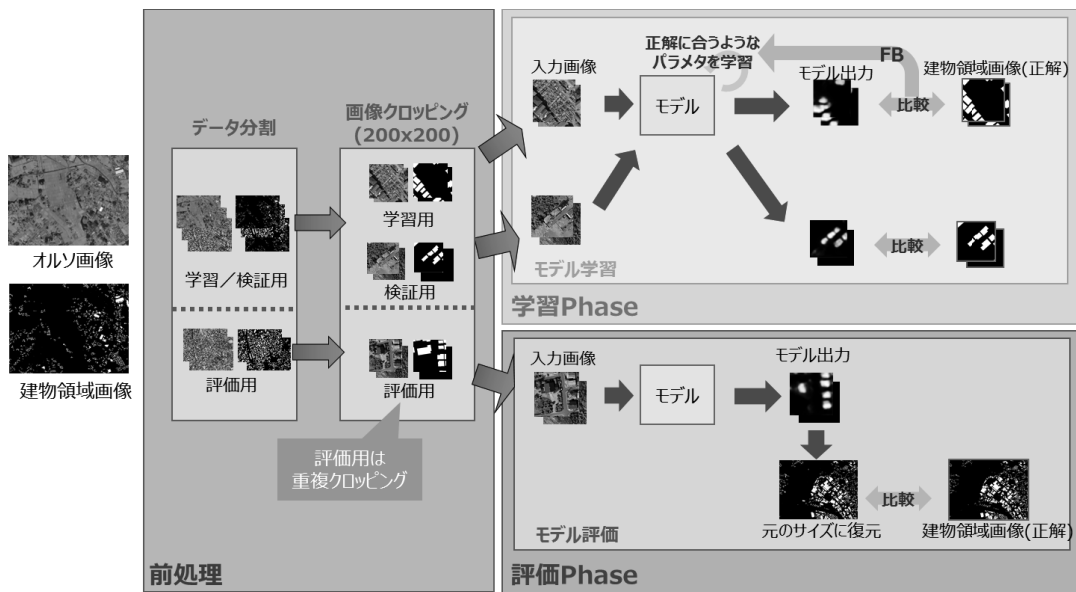 オルソ画像
建物領域画像
データ分割
学習／検証用
評価用
画像クロッピング
(200x200)
学習用
検証用
評価用
評価用は
重複クロッピング
前処理
正解に合うような
パラメタを学習
FB
入力画像
モデル
モデル出力
建物領域画像(正解)
比較
比較
モデル学習
学習Phase
入力画像
モデル
モデル出力
比較
元のサイズに復元
建物領域画像(正解)
モデル評価
評価Phase